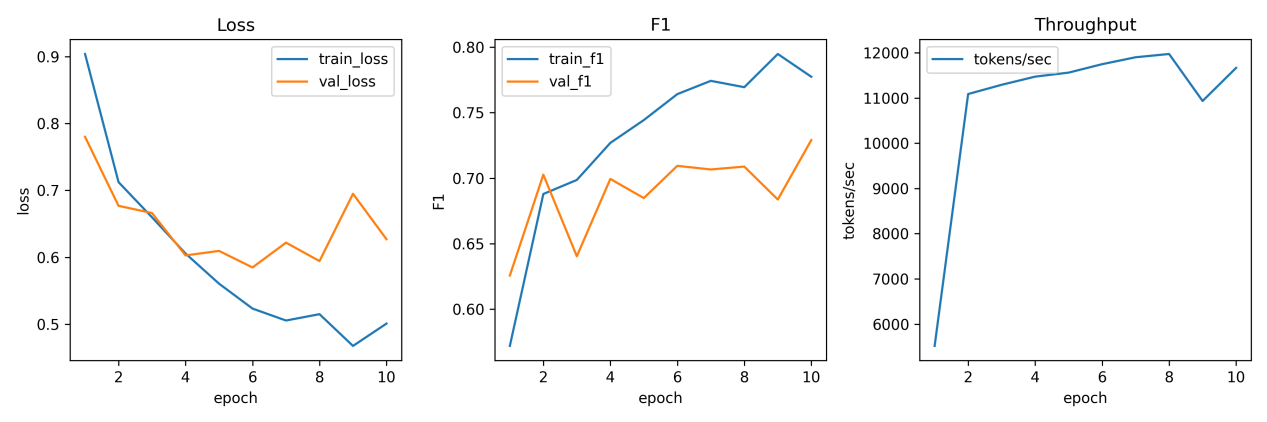 Loss
train_loss
val_loss
0.9
0.8
0.7
0.6
0.5
loss
2 4 6 8 10
epoch
F1
train_f1
val_f1
0.80
0.75
0.70
0.65
0.60
F1
2 4 6 8 10
epoch
Throughput
tokens/sec
12000
11000
10000
9000
8000
7000
6000
tokens/sec
2 4 6 8 10
epoch